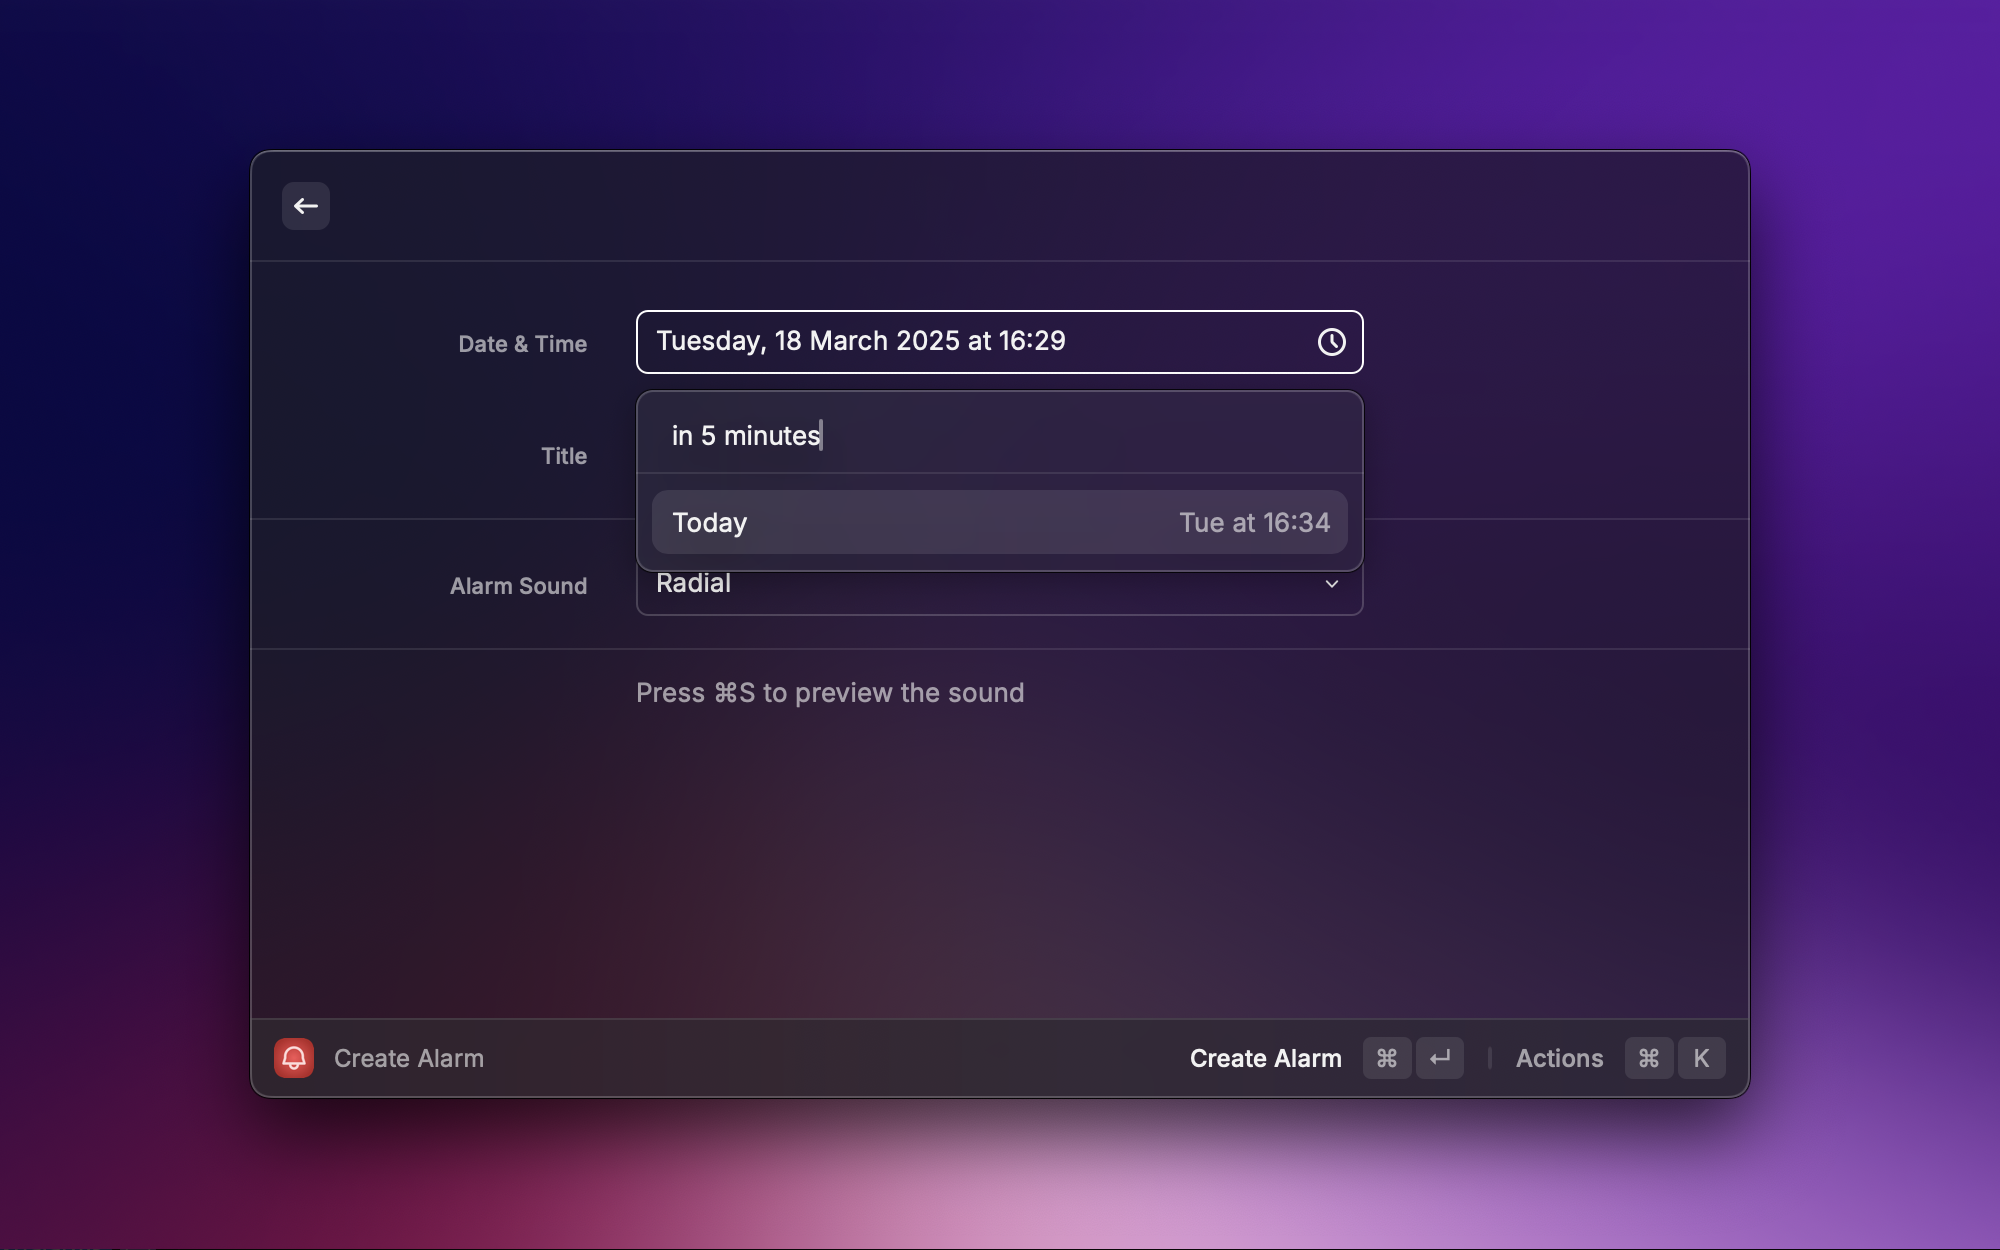 Date & Time
Tuesday, 18 March 2025 at 16:29
in 5 minutes
Title
Today
Tue at 16:34
Alarm Sound
Radial
Press ⌘S to preview the sound
Create Alarm
Create Alarm ⌘ ↵
Actions ⌘ K